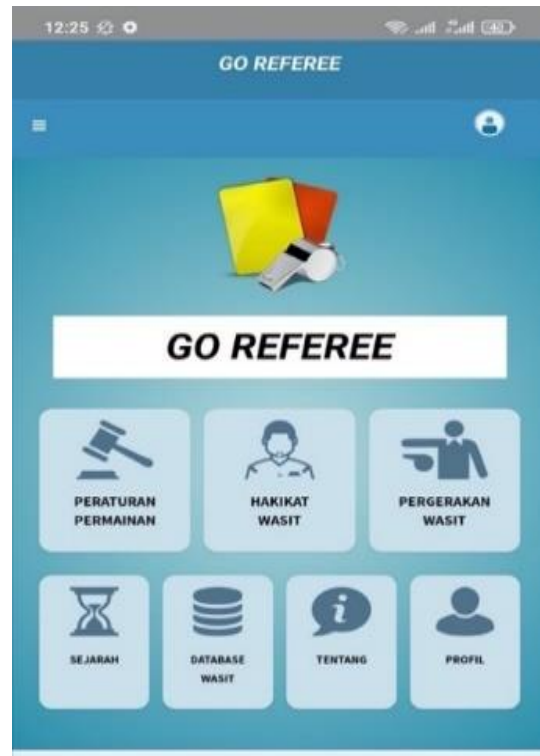 12:25
GO REFEREE
GO REFEREE
PERATURAN
PERMAINAN
HAKIKAT
WASIT
PERGERAKAN
WASIT
SEJARAH
DATABASE
WASIT
TENTANG
PROFIL